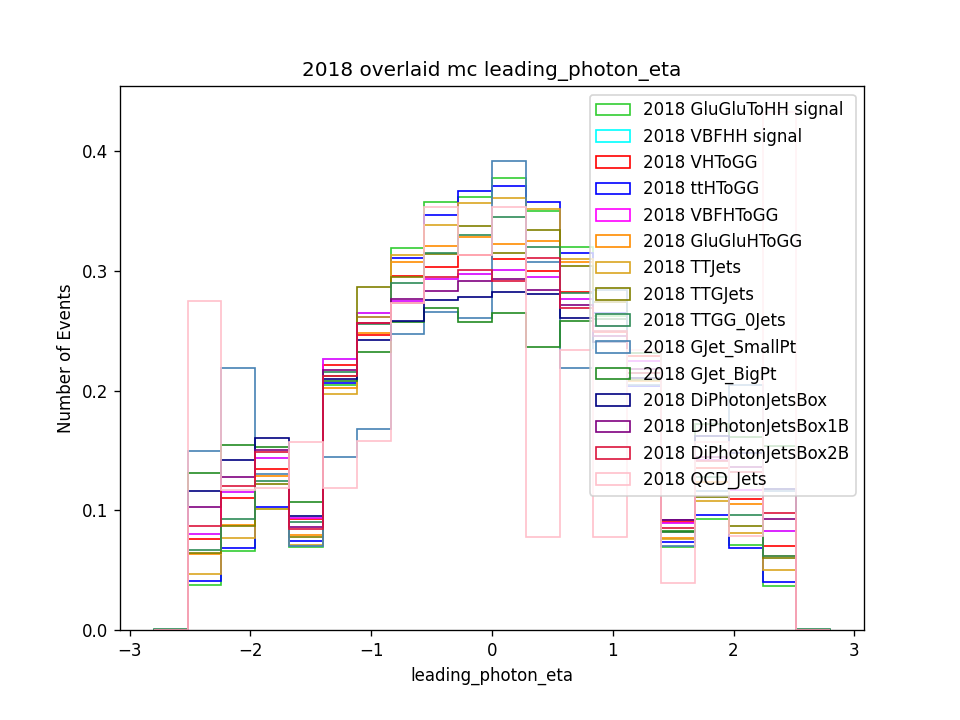 2018 overlaid mc leading_photon_eta
Number of Events
0.4
0.3
0.2
0.1
0.0
2018 GluGluToHH signal
2018 VBFHH signal
2018 VHToGG
2018 ttHToGG
2018 VBFHToGG
2018 GluGluHToGG
2018 TTJets
2018 TTGJets
2018 TTGG_0Jets
2018 GJet_SmallPt
2018 GJet_BigPt
2018 DiPhotonJetsBox
2018 DiPhotonJetsBox1B
2018 DiPhotonJetsBox2B
2018 QCD_Jets
−3 −2 −1 0 1 2 3
leading_photon_eta